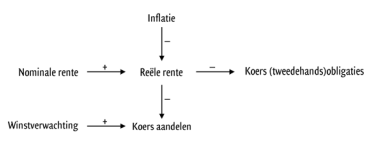 Inflatie
–
Nominale rente + Reële rente – Koers (tweedehands)obligaties
–
Winstverwachting + Koers aandelen